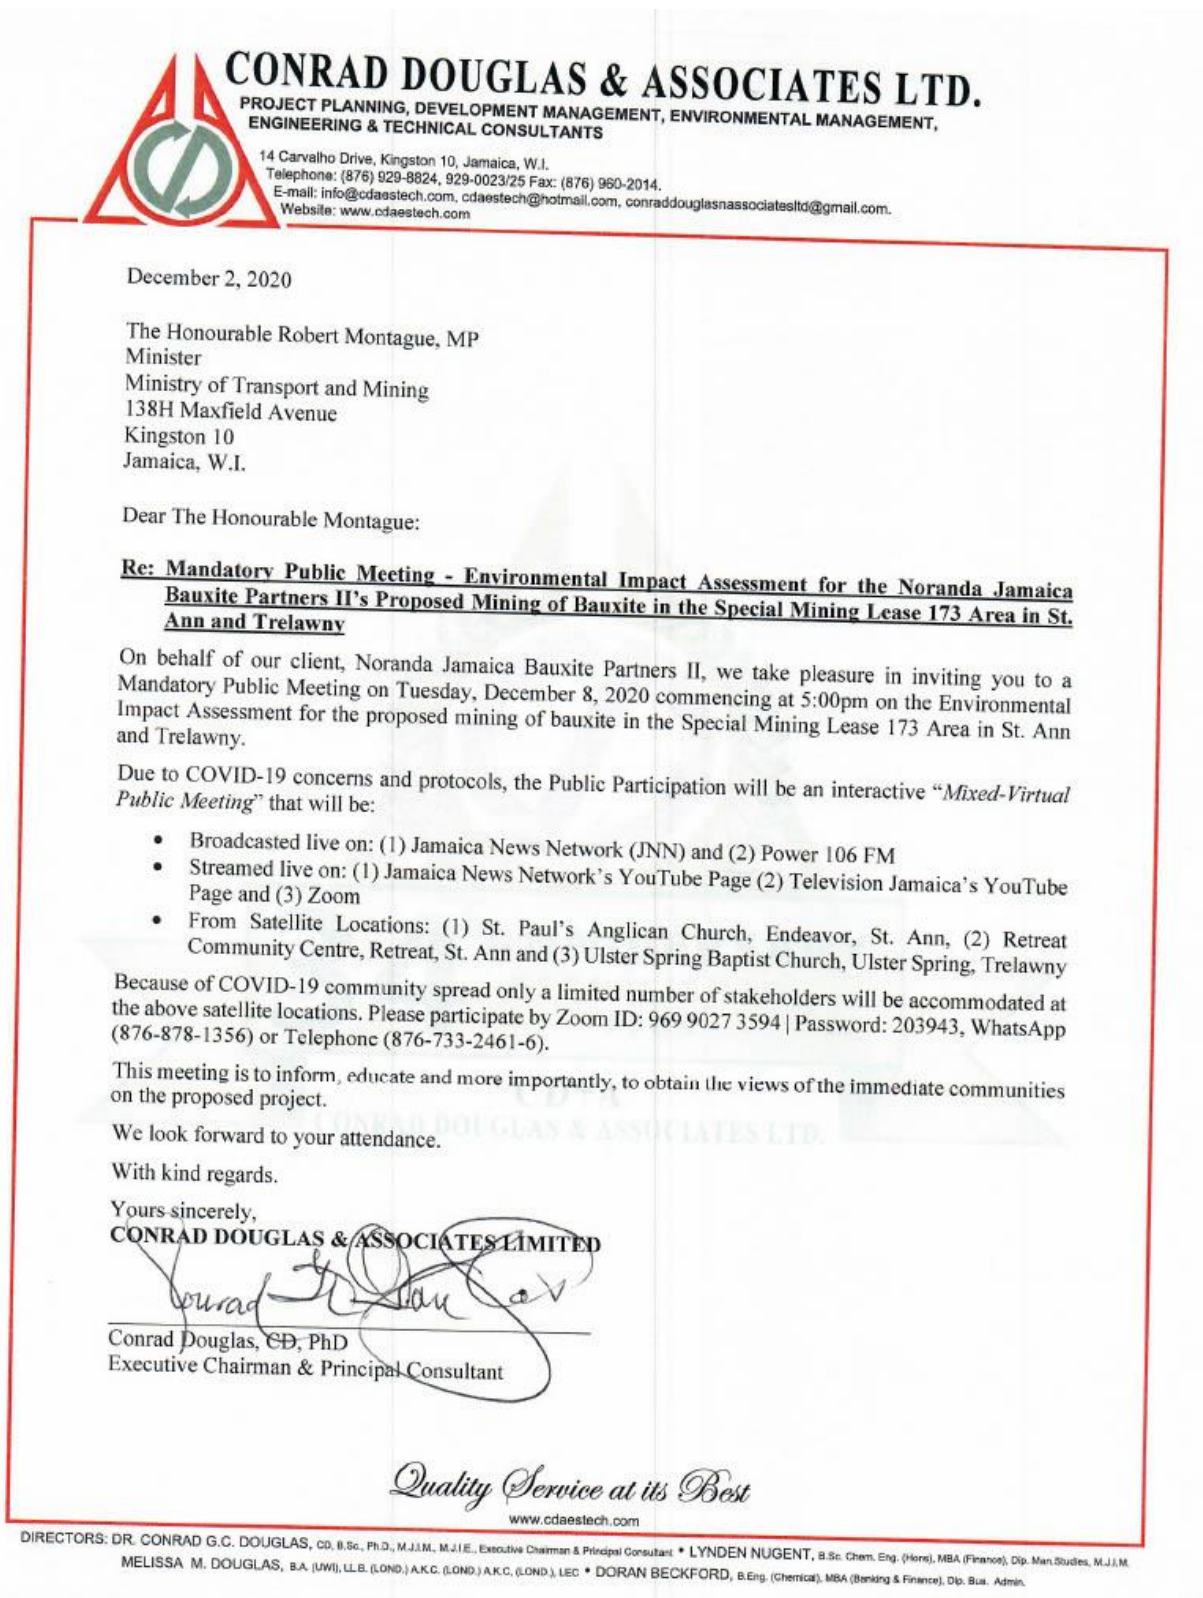 CONRAD DOUGLAS & ASSOCIATES LTD.
PROJECT PLANNING, DEVELOPMENT MANAGEMENT, ENVIRONMENTAL MANAGEMENT,
ENGINEERING & TECHNICAL CONSULTANTS
14 Carvalho Drive, Kingston 10, Jamaica, W.I.
Telephone: (876) 929-8824, 929-0023/25 Fax: (876) 960-2014.
E-mail: info@cdaestech.com, cdaestech@hotmail.com, conraddouglasnassociatesltd@gmail.com.
Website: www.cdaestech.com
December 2, 2020
The Honourable Robert Montague, MP
Minister
Ministry of Transport and Mining
138H Maxfield Avenue
Kingston 10
Jamaica, W.I.
Dear The Honourable Montague:
Re: Mandatory Public Meeting - Environmental Impact Assessment for the Noranda Jamaica
Bauxite Partners II's Proposed Mining of Bauxite in the Special Mining Lease 173 Area in St.
Ann and Trelawny
On behalf of our client, Noranda Jamaica Bauxite Partners II, we take pleasure in inviting you to a
Mandatory Public Meeting on Tuesday, December 8, 2020 commencing at 5:00pm on the Environmental
Impact Assessment for the proposed mining of bauxite in the Special Mining Lease 173 Area in St. Ann
and Trelawny.
Due to COVID-19 concerns and protocols, the Public Participation will be an interactive “Mixed-Virtual
Public Meeting” that will be:
• Broadcasted live on: (1) Jamaica News Network (JNN) and (2) Power 106 FM
• Streamed live on: (1) Jamaica News Network's YouTube Page (2) Television Jamaica's YouTube
Page and (3) Zoom
• From Satellite Locations: (1) St. Paul's Anglican Church, Endeavor, St. Ann, (2) Retreat
Community Centre, Retreat, St. Ann and (3) Ulster Spring Baptist Church, Ulster Spring, Trelawny
Because of COVID-19 community spread only a limited number of stakeholders will be accommodated at
the above satellite locations. Please participate by Zoom ID: 969 9027 3594 | Password: 203943, WhatsApp
(876-878-1356) or Telephone (876-733-2461-6).
This meeting is to inform, educate and more importantly, to obtain the views of the immediate communities
on the proposed project.
CD+A
CONRAD DOUGLAS & ASSOCIATES LTD.
We look forward to your attendance.
With kind regards.
Yours sincerely,
CONRAD DOUGLAS & ASSOCIATES LIMITED
Conrad
Conrad Douglas, CD, PhD
Executive Chairman & Principal Consultant
Quality Service at its Best
www.cdaestech.com
DIRECTORS: DR. CONRAD G.C. DOUGLAS, CD, B.Sc., Ph.D., M.J.I.M., M.J.I.E., Executive Chairman & Principal Consultant * LYNDEN NUGENT, B.Sc. Chem. Eng. (Hons), MBA (Finance), Dip. Man.Studies, M.J.I.M.
MELISSA M. DOUGLAS, B.A. (UWI), LL.B. (LOND.) A.K.C. (LOND.) A.K.C, (LOND.), LEC * DORAN BECKFORD, B.Eng. (Chemical), MBA (Banking & Finance), Dip. Bus. Admin.